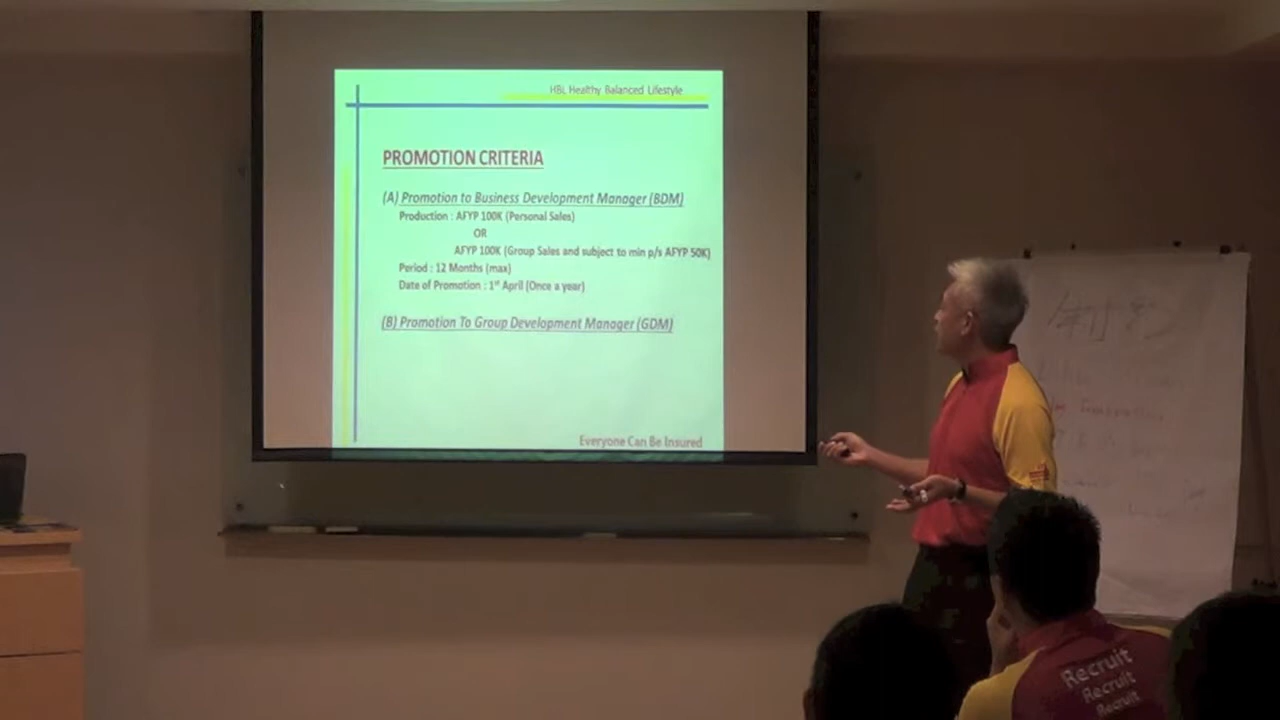 HBL Healthy Balanced Lifestyle
PROMOTION CRITERIA
(A) Promotion to Business Development Manager (BDM)
Production : AFYP 100K (Personal Sales)
OR
AFYP 100K (Group Sales and subject to min p/s AFYP 50K)
Period : 12 Months (max)
Date of Promotion : 1st April (Once a year)
(B) Promotion To Group Development Manager (GDM)
Everyone Can Be Insured
Recruit
Recruit
Recruit